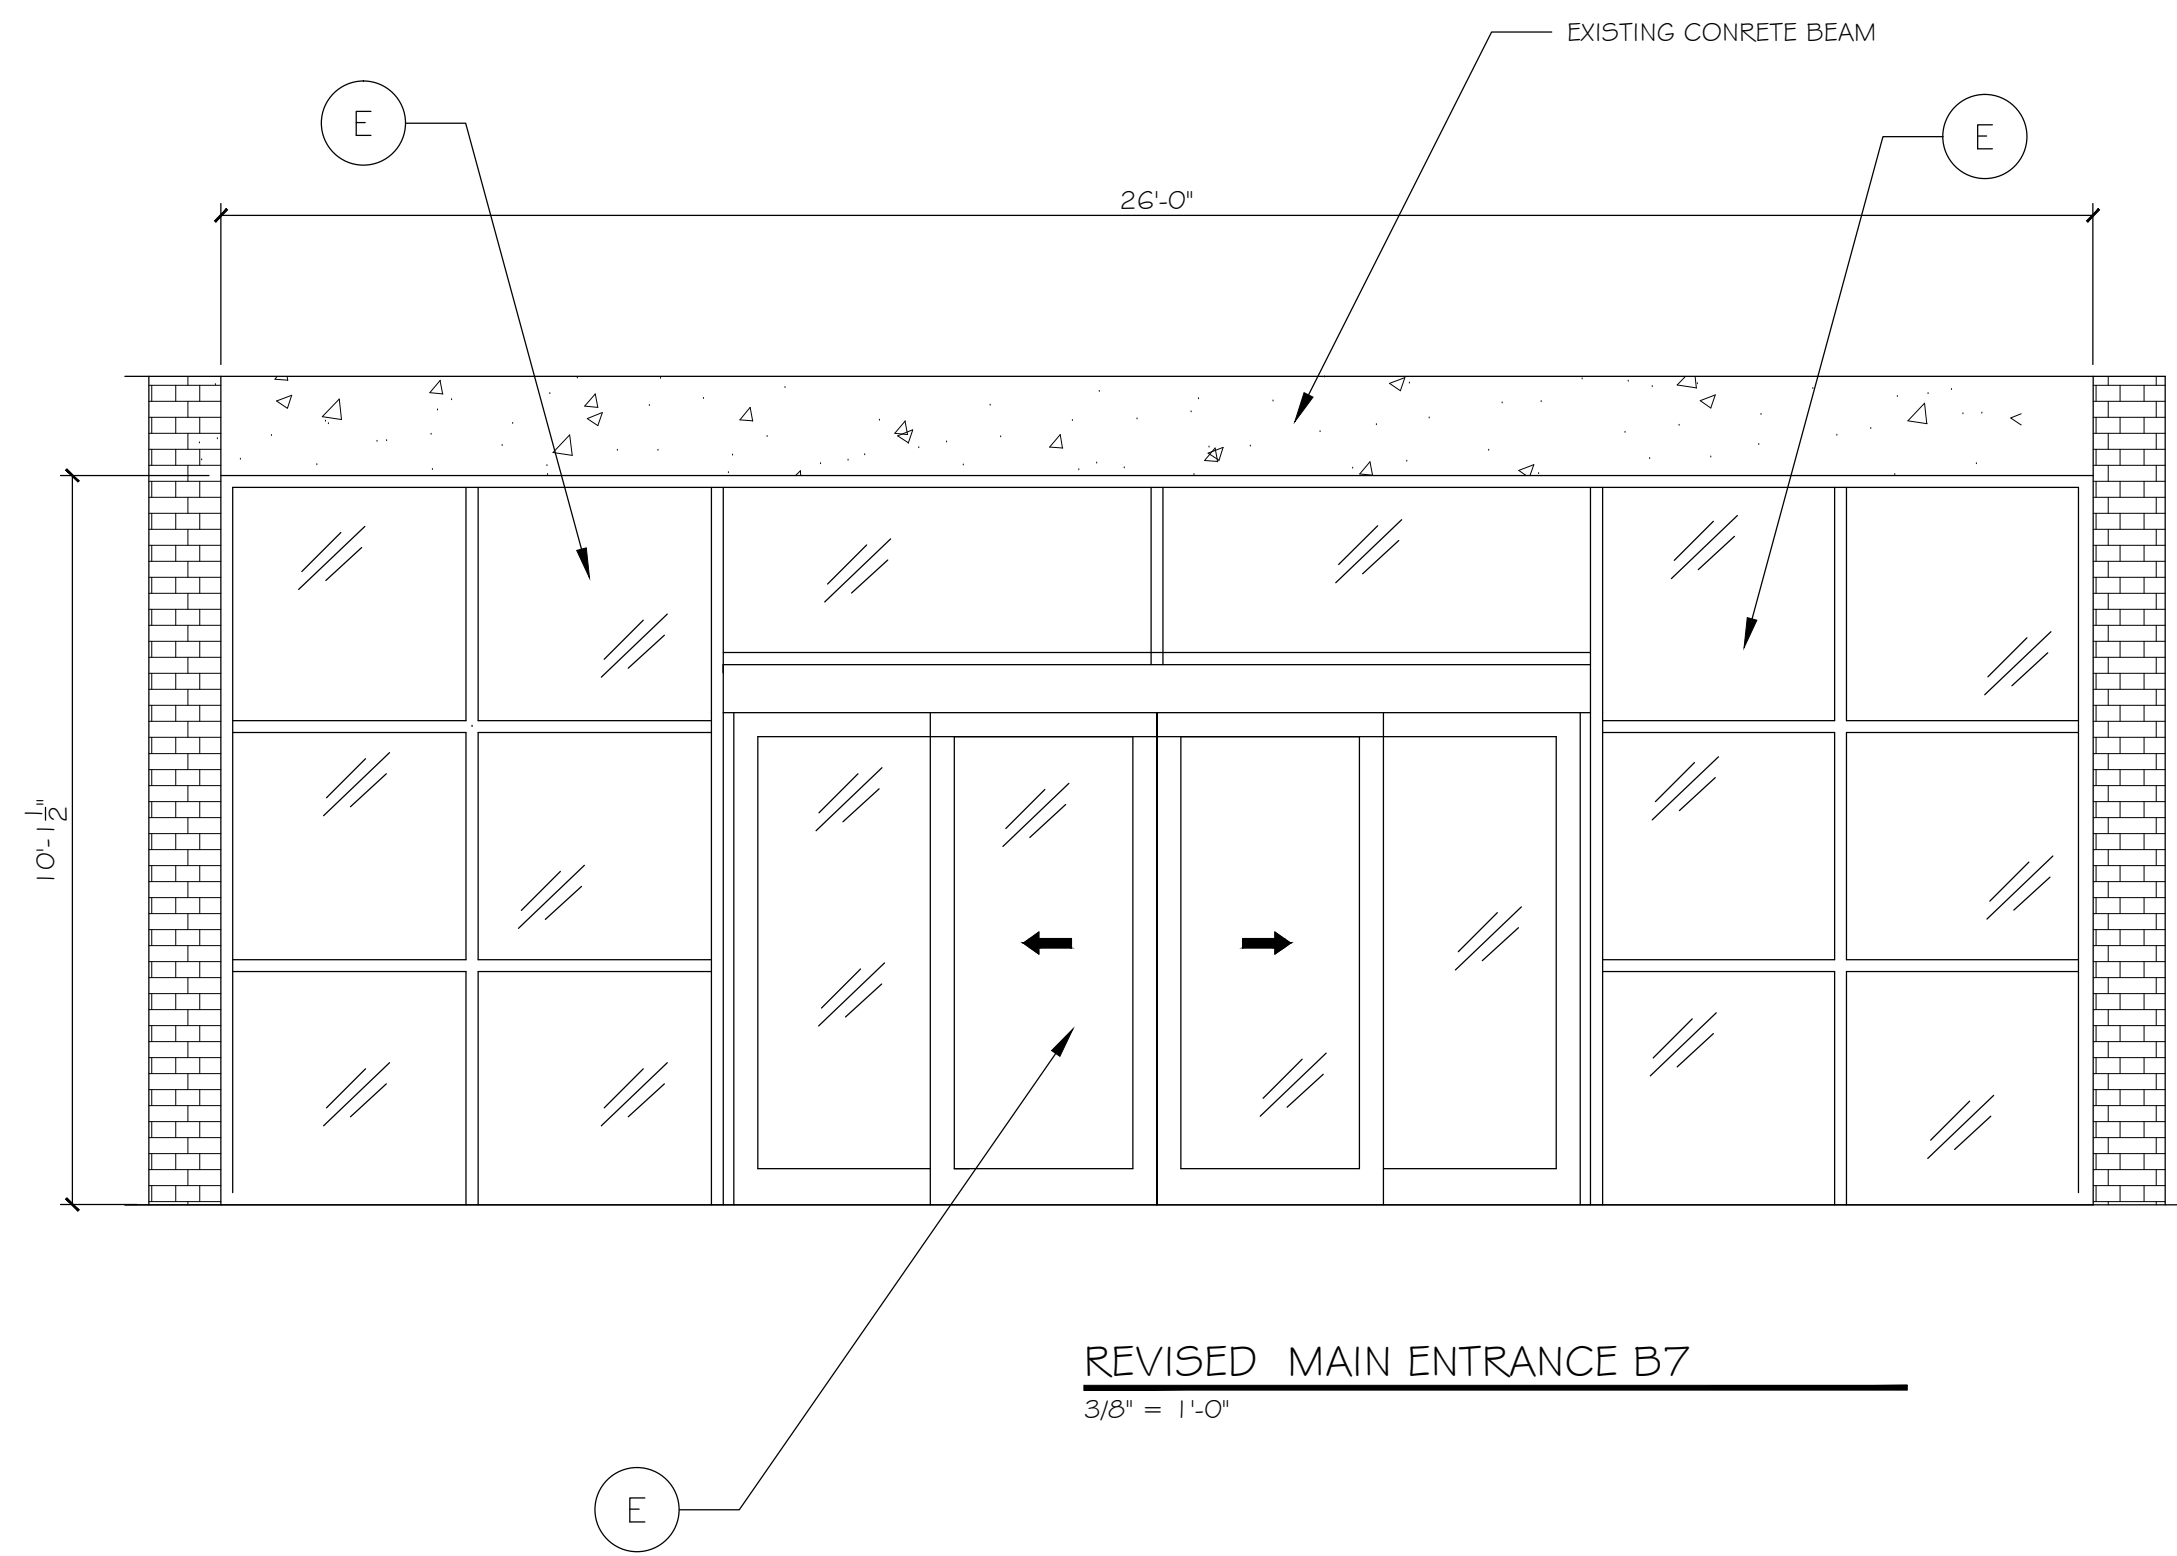 EXISTING CONRETE BEAM
E
E
26'-0"
10'-1 1/2"
REVISED MAIN ENTRANCE B7
3/8" = 1'-0"
E